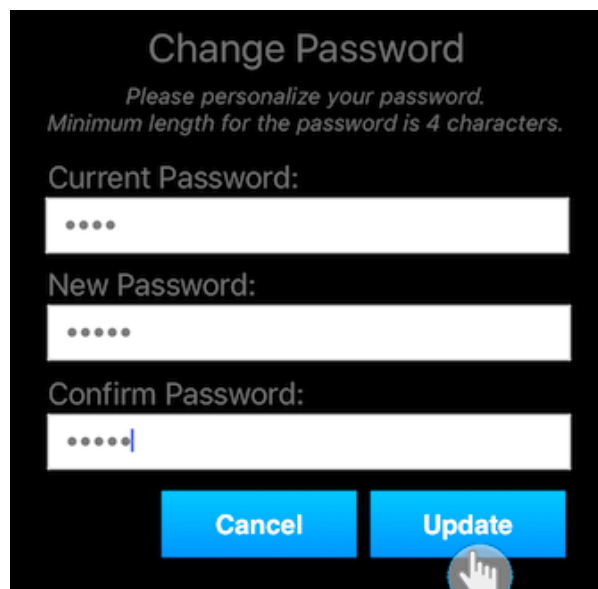 Change Password
Please personalize your password.
Minimum length for the password is 4 characters.
Current Password:
••••
New Password:
•••••
Confirm Password:
•••••
Cancel
Update